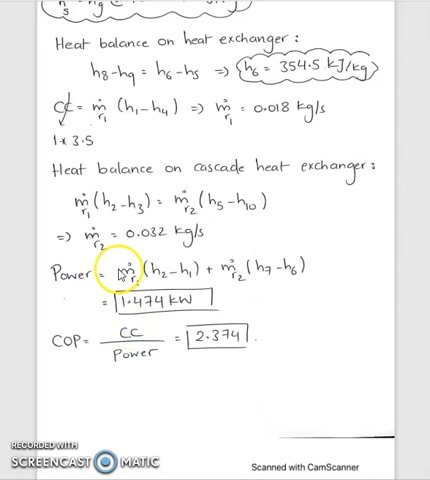 h5 = hg
Heat balance on heat exchanger:
h8-h9 = h6-h5 => h6 = 354.5 KJ/kg
CC = ṁr1 (h1-h4) => ṁr1 = 0.018 kg/s
1*3.5
Heat balance on cascade heat exchanger:
ṁr1 (h2-h3) = ṁr2 (h5-h10)
=> ṁr2 = 0.032 kg/s
Power = ṁr1 (h2-h1) + ṁr2 (h7-h6)
= 1.474 KW
COP = CC / Power = 2.374.
RECORDED WITH
SCREENCAST MATIC
Scanned with CamScanner